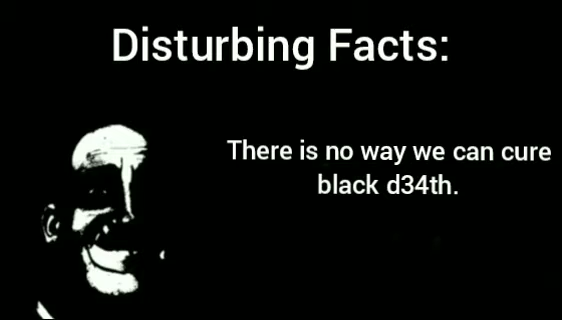 Disturbing Facts:
There is no way we can cure
black d34th.